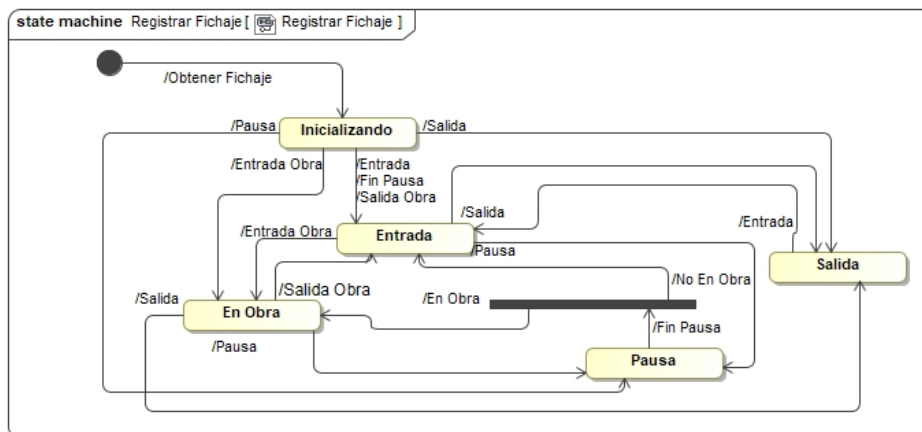 state machine Registrar Fichaje [ Registrar Fichaje ]
/Obtener Fichaje
/Pausa
Inicializando
/Salida
/Entrada Obra
/Entrada
/Fin Pausa
/Salida Obra
/Salida
/Entrada
/Entrada Obra
Entrada
/Pausa
Salida
/No En Obra
/Salida Obra
/Salida
/En Obra
En Obra
/Fin Pausa
/Pausa
Pausa